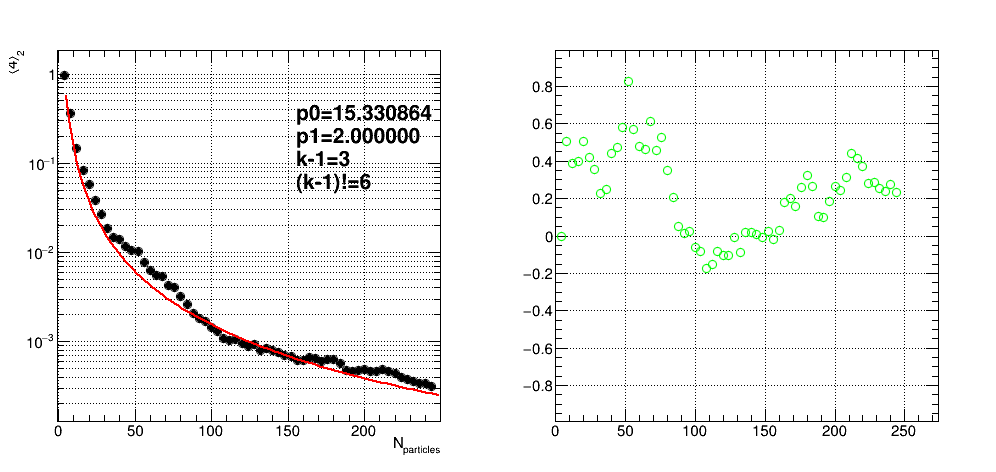 ⟨4⟩₂
1
10⁻¹
10⁻²
10⁻³
p0=15.330864
p1=2.000000
k-1=3
(k-1)!=6
0 50 100 150 200
N_particles
0.8
0.6
0.4
0.2
0
−0.2
−0.4
−0.6
−0.8
0 50 100 150 200 250